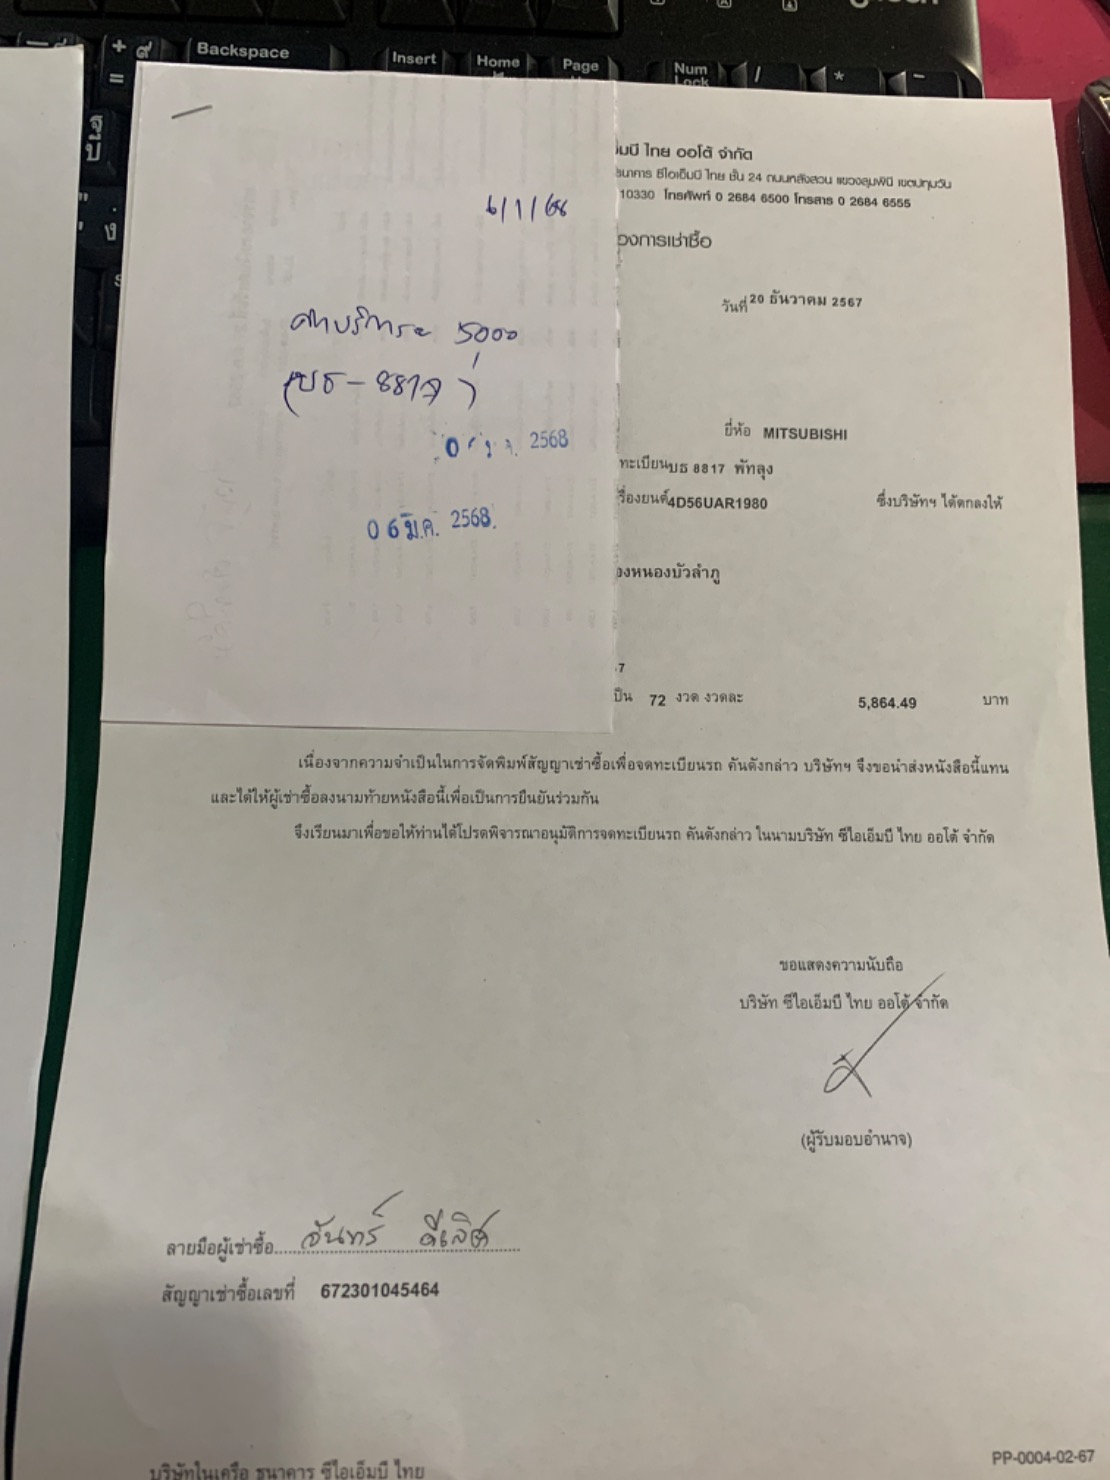 Backspace
Insert
Home
Page
Num
Lock
6/1/68
5000
0 6 มี.ค. 2568
2568
ไทย ออโต้ จำกัด
ธนาคาร ซีไอเอ็มบี ไทย ชั้น 24 ถนนหลังสวน แขวงลุมพินี เขตปทุมวัน
10330 โทรศัพท์ 0 2684 6500 โทรสาร 0 2684 6555
องการเช่าซื้อ
วันที่ 20 ธันวาคม 2567
ยี่ห้อ MITSUBISHI
ทะเบียน บธ 8817 พัทลุง
รื่องยนต์ 4D56UAR1980 ซึ่งบริษัทฯ ได้ตกลงให้
องหนองบัวลำภู
7
ป็น 72 งวด งวดละ 5,864.49 บาท
เนื่องจากความจำเป็นในการจัดพิมพ์สัญญาเช่าซื้อเพื่อจดทะเบียนรถ คันดังกล่าว บริษัทฯ จึงขอนำส่งหนังสือนี้แทน
และได้ให้ผู้เช่าซื้อลงนามท้ายหนังสือนี้เพื่อเป็นการยืนยันร่วมกัน
จึงเรียนมาเพื่อขอให้ท่านได้โปรดพิจารณาอนุมัติการจดทะเบียนรถ คันดังกล่าว ในนามบริษัท ซีไอเอ็มบี ไทย ออโต้ จำกัด
ขอแสดงความนับถือ
บริษัท ซีไอเอ็มบี ไทย ออโต้ จำกัด
(ผู้รับมอบอำนาจ)
ลายมือผู้เช่าซื้อ จันทร์ ดีเลิศ
สัญญาเช่าซื้อเลขที่ 672301045464
PP-0004-02-67
บริษัทในเครือ ธนาคาร ซีไอเอ็มบี ไทย